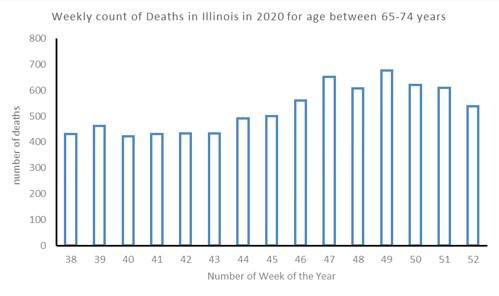 Weekly count of Deaths in Illinois in 2020 for age between 65-74 years
800
700
600
500
400
300
200
100
0
number of deaths
38 39 40 41 42 43 44 45 46 47 48 49 50 51 52
Number of Week of the Year